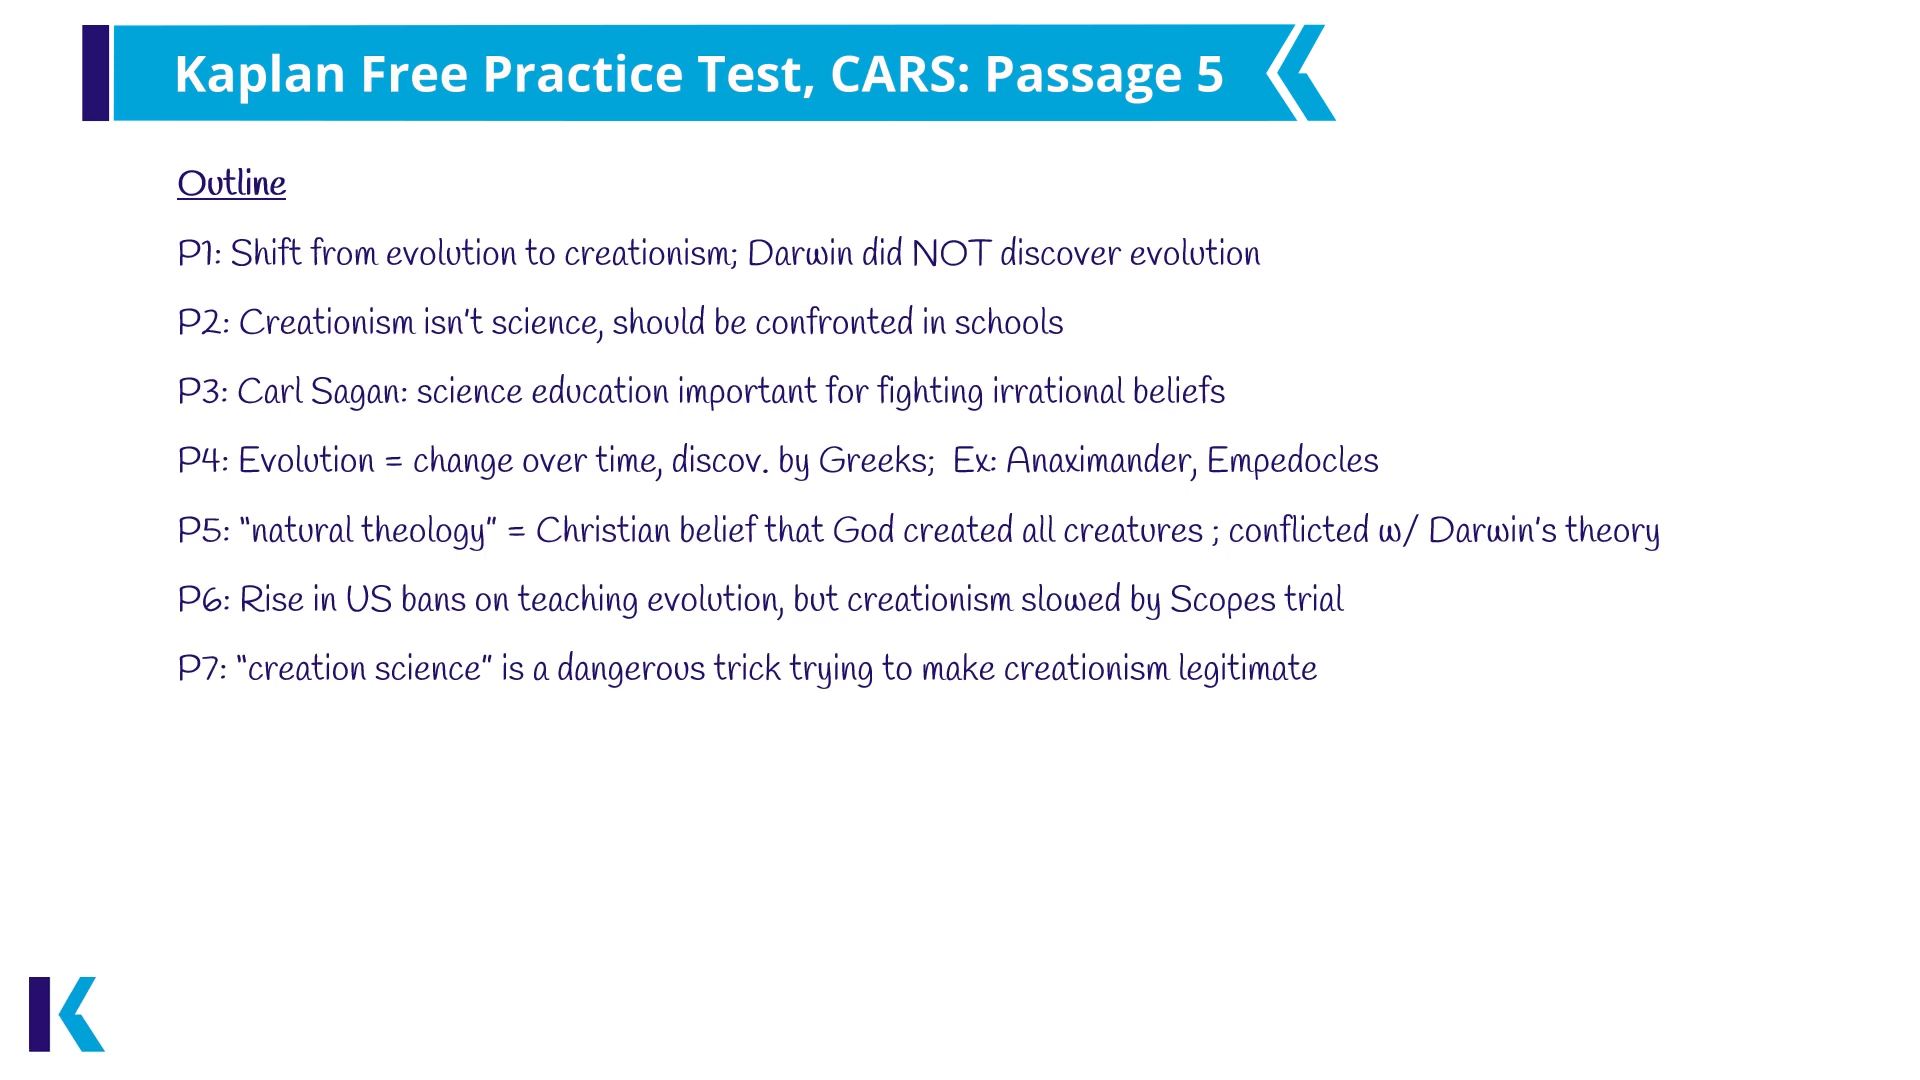 Kaplan Free Practice Test, CARS: Passage 5
Outline
P1: Shift from evolution to creationism; Darwin did NOT discover evolution
P2: Creationism isn't science, should be confronted in schools
P3: Carl Sagan: science education important for fighting irrational beliefs
P4: Evolution = change over time, discov. by Greeks; Ex: Anaximander, Empedocles
P5: "natural theology" = Christian belief that God created all creatures ; conflicted w/ Darwin's theory
P6: Rise in US bans on teaching evolution, but creationism slowed by Scopes trial
P7: "creation science" is a dangerous trick trying to make creationism legitimate
K